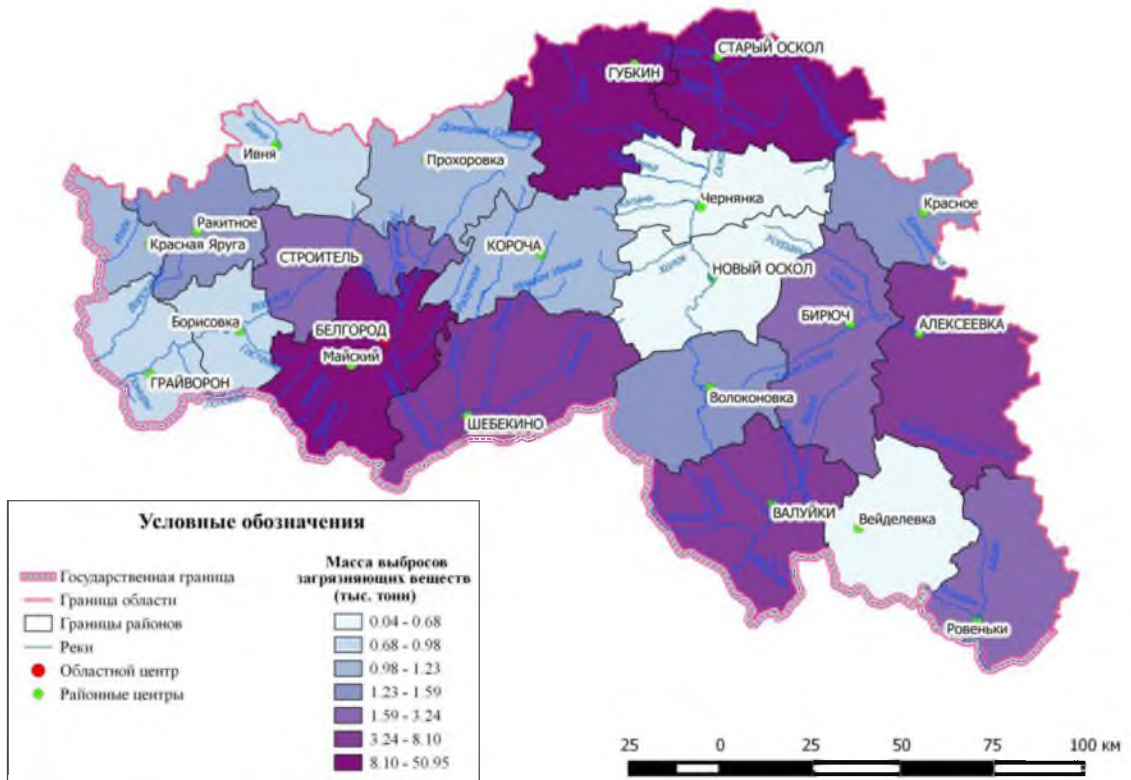 СТАРЫЙ ОСКОЛ
ГУБКИН
Ивня
Прохоровка
Чернянка
Красное
Ракитное
Красная Яруга
СТРОИТЕЛЬ
КОРОЧА
Холок
НОВЫЙ ОСКОЛ
Борисовка
БЕЛГОРОД
БИРЮЧ
АЛЕКСЕЕВКА
Майский
ГРАЙВОРОН
Волоконовка
ШЕБЕКИНО
ВАЛУЙКИ
Вейделевка
Ровеньки
Условные обозначения
Государственная граница
Граница области
Границы районов
Реки
Областной центр
Районные центры
Масса выбросов
загрязняющих веществ
(тыс. тонн)
0.04 - 0.68
0.68 - 0.98
0.98 - 1.23
1.23 - 1.59
1.59 - 3.24
3.24 - 8.10
8.10 - 50.95
25 0 25 50 75 100 км